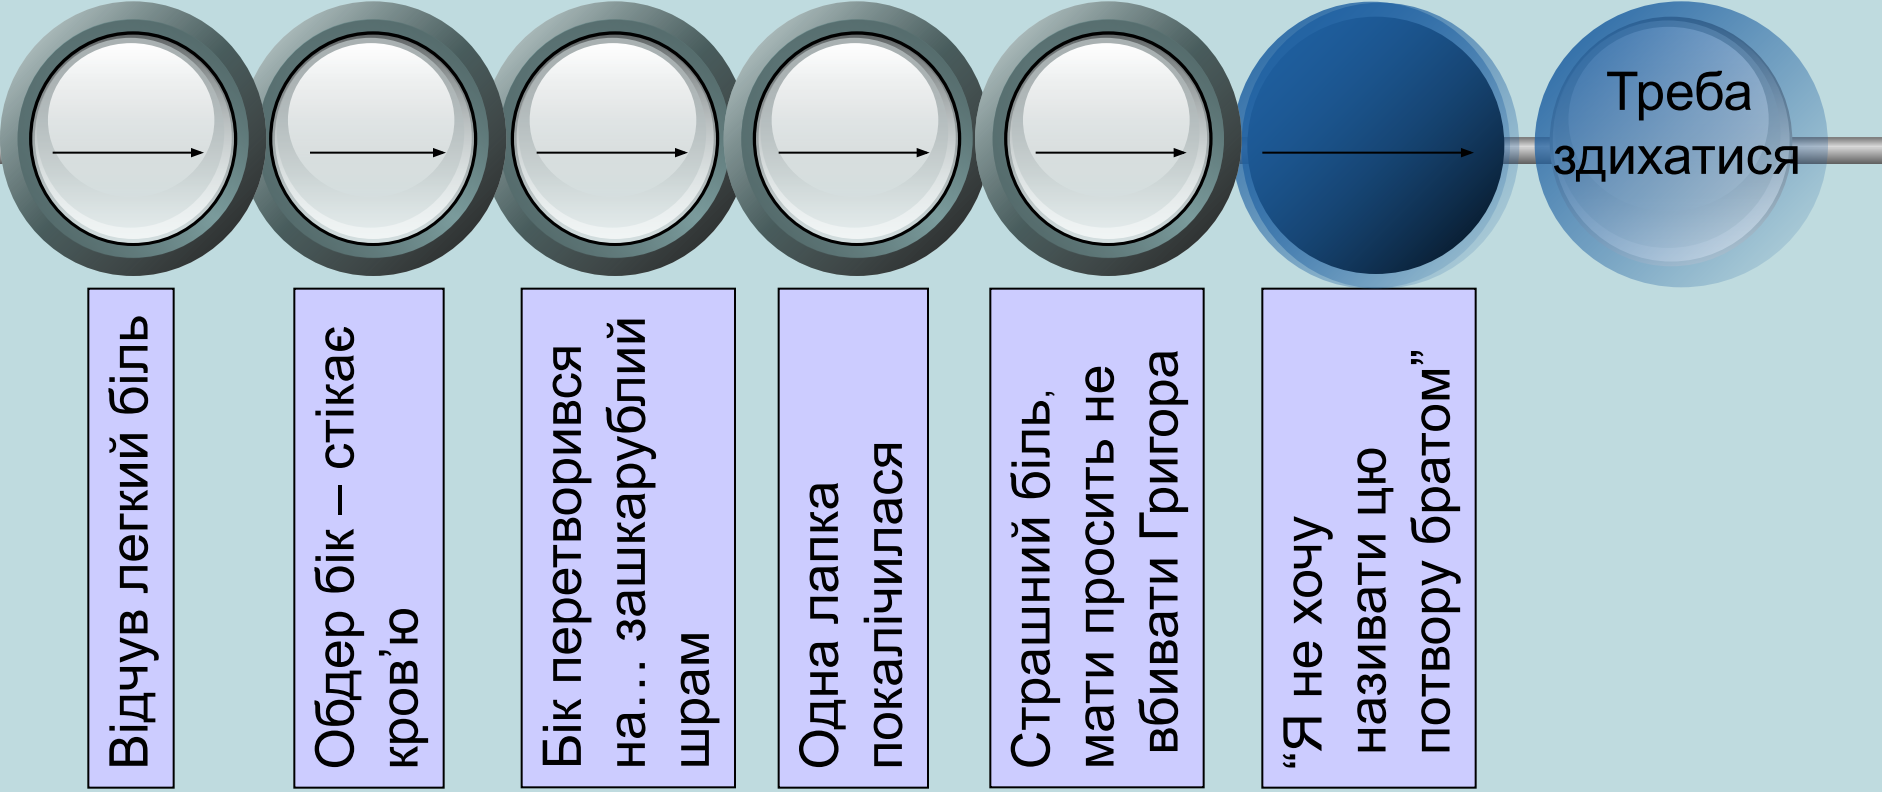 Відчув легкий біль
Обдер бік – стікає
кров’ю
Бік перетворився
на… зашкарублий
шрам
Одна лапка
покалічилася
Страшний біль,
мати просить не
вбивати Григора
“Я не хочу
називати цю
потвору братом”
Треба
здихатися